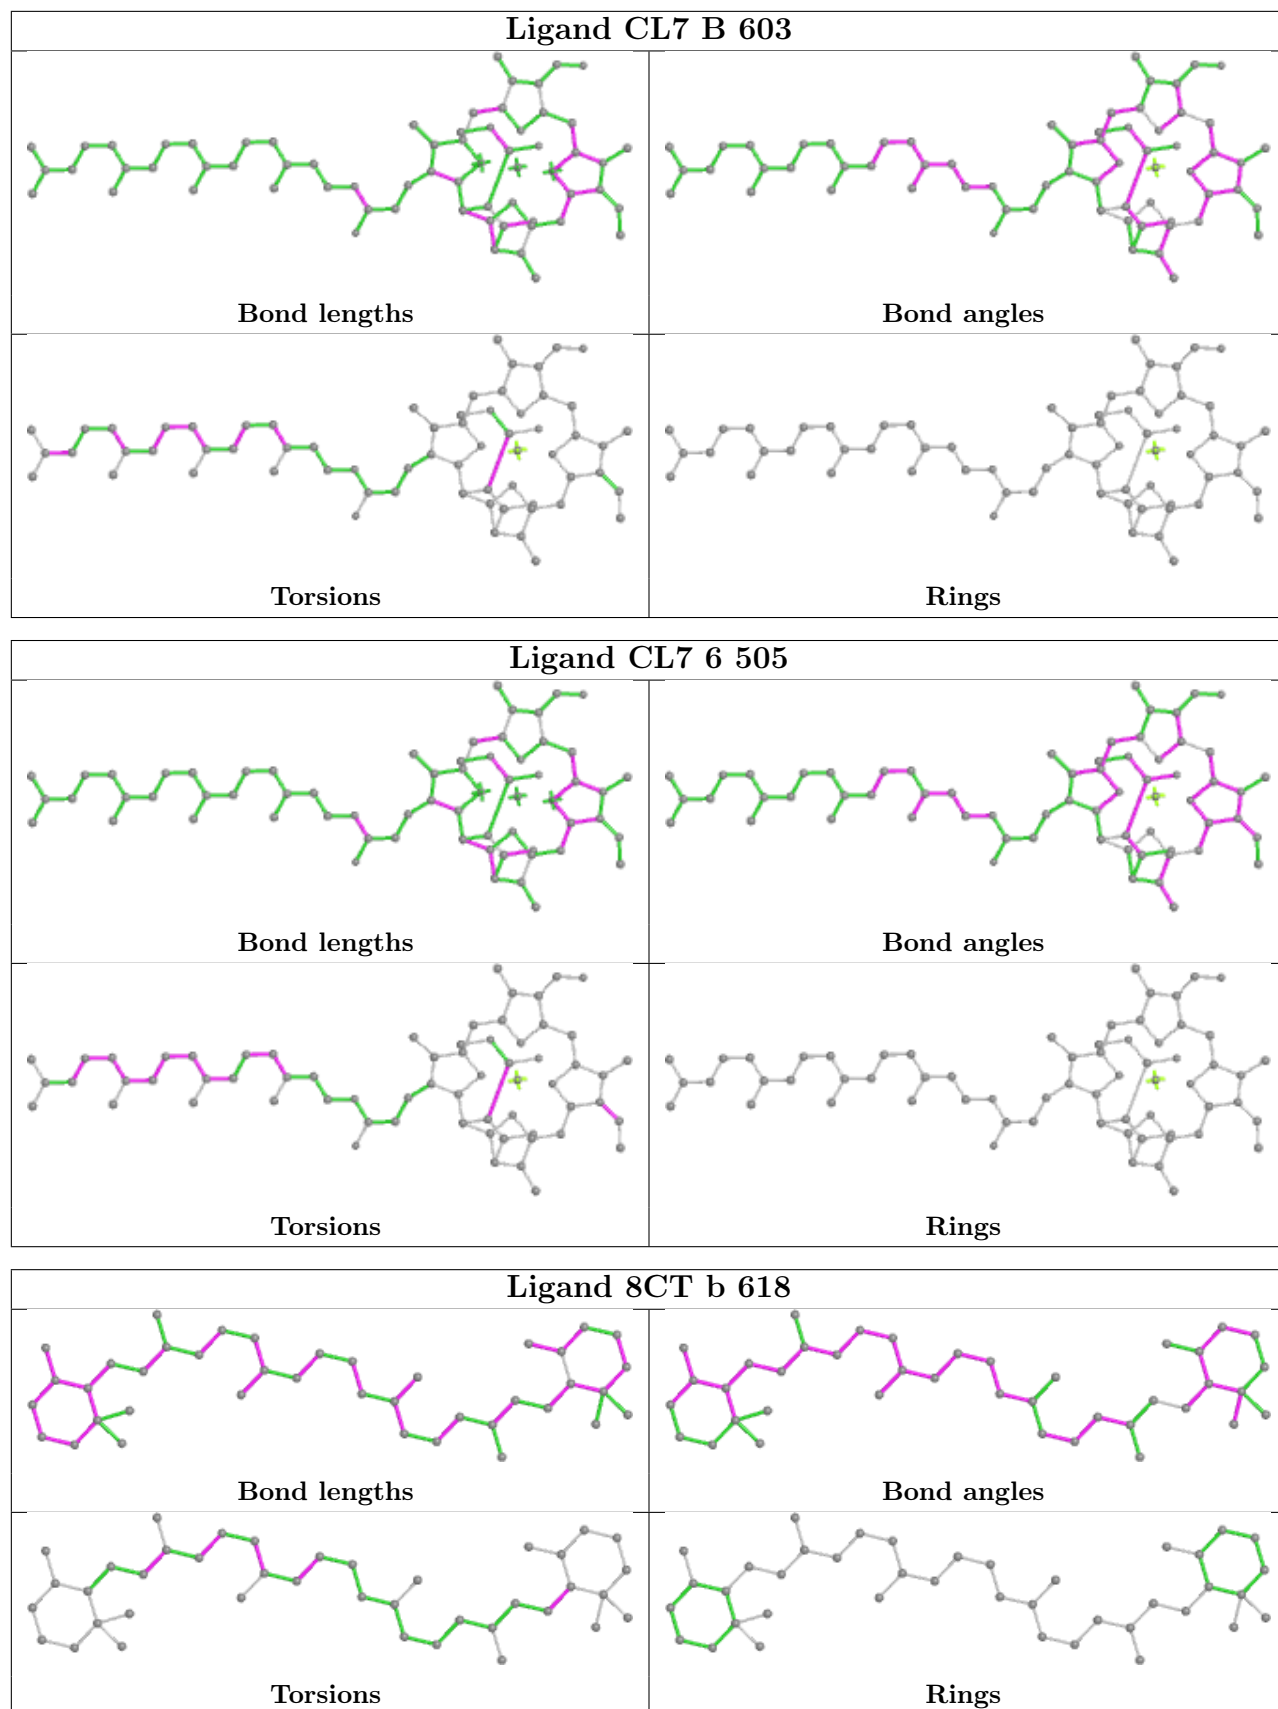 Ligand CL7 B 603
Bond lengths
Bond angles
Torsions
Rings
Ligand CL7 6 505
Bond lengths
Bond angles
Torsions
Rings
Ligand 8CT b 618
Bond lengths
Bond angles
Torsions
Rings